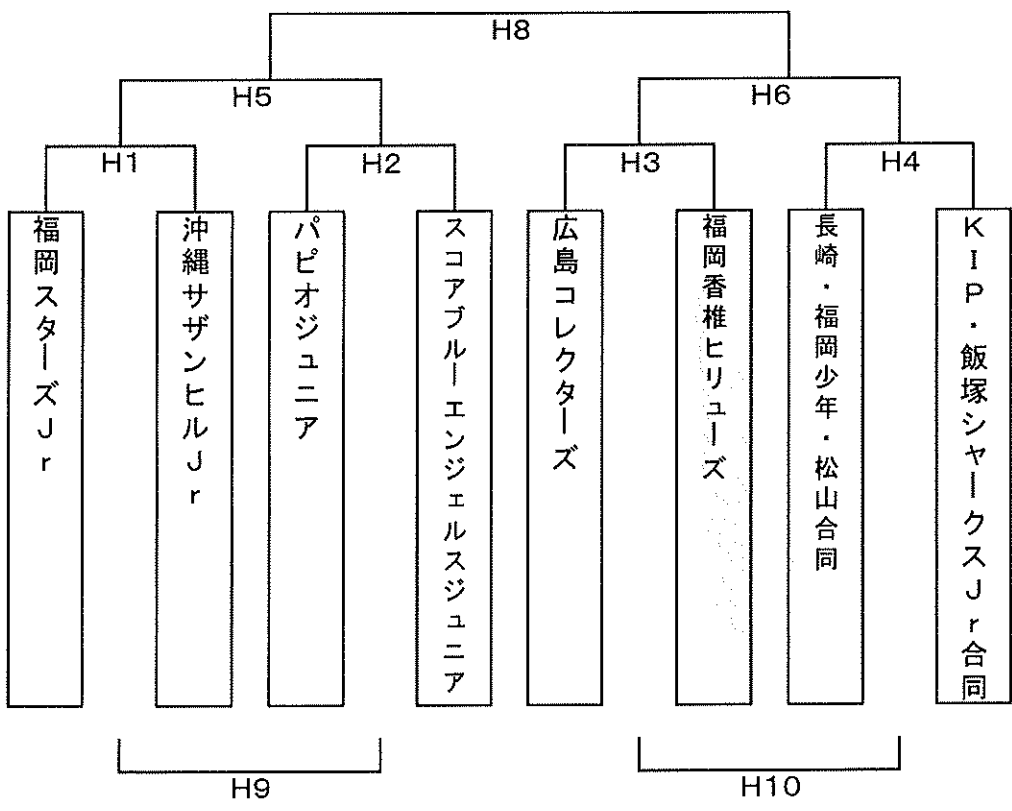 H8
H5
H6
H1
H2
H3
H4
福岡スターズJr
沖縄サザンヒルJr
パピオジュニア
スコアブルーエンジェルスジュニア
広島コレクターズ
福岡香椎ヒリューズ
長崎・福岡少年・松山合同
KIP・飯塚シャークスJr合同
H9
H10